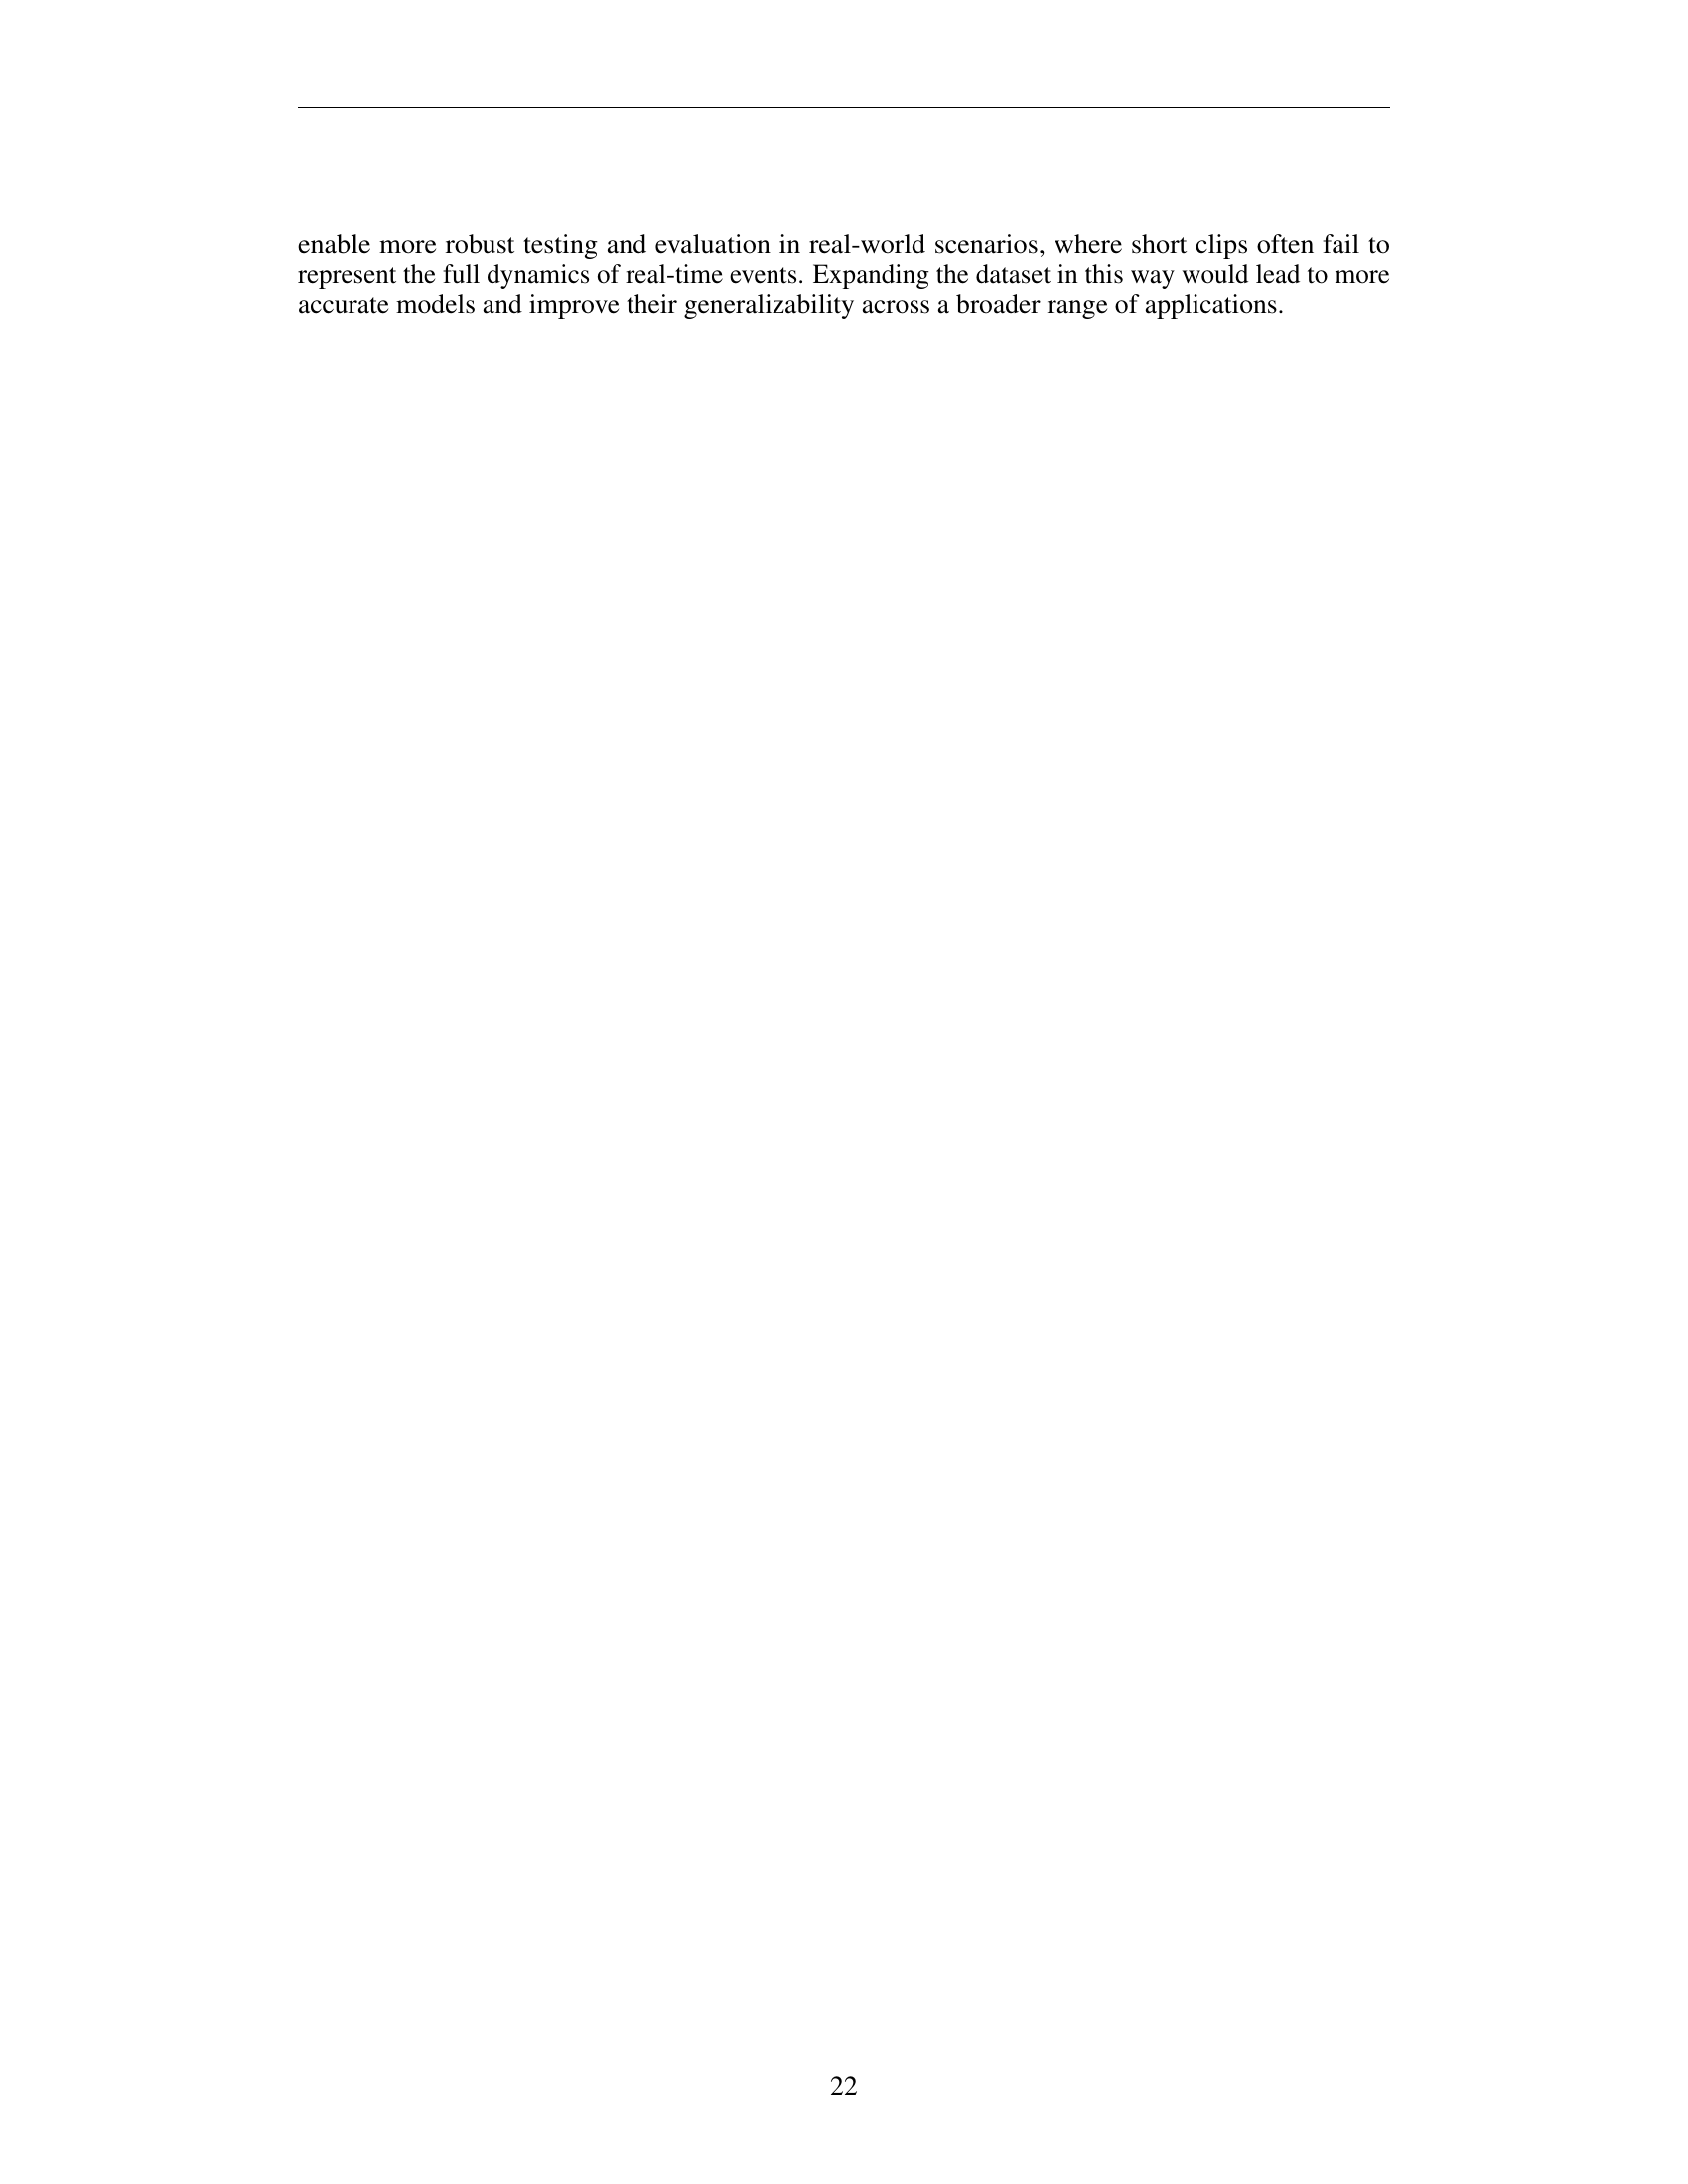 enable more robust testing and evaluation in real-world scenarios, where short clips often fail to
represent the full dynamics of real-time events. Expanding the dataset in this way would lead to more
accurate models and improve their generalizability across a broader range of applications.
22